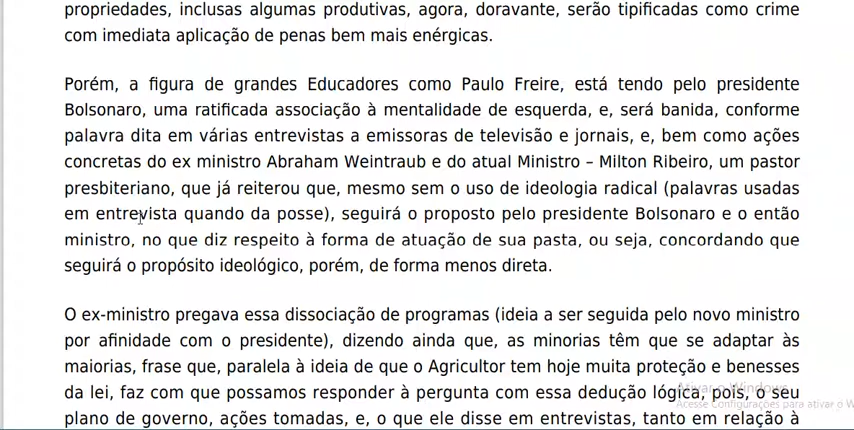 propriedades, inclusas algumas produtivas, agora, doravante, serão tipificadas como crime
com imediata aplicação de penas bem mais enérgicas.
Porém, a figura de grandes Educadores como Paulo Freire, está tendo pelo presidente
Bolsonaro, uma ratificada associação à mentalidade de esquerda, e, será banida, conforme
palavra dita em várias entrevistas a emissoras de televisão e jornais, e, bem como ações
concretas do ex ministro Abraham Weintraub e do atual Ministro – Milton Ribeiro, um pastor
presbiteriano, que já reiterou que, mesmo sem o uso de ideologia radical (palavras usadas
em entrevista quando da posse), seguirá o proposto pelo presidente Bolsonaro e o então
ministro, no que diz respeito à forma de atuação de sua pasta, ou seja, concordando que
seguirá o propósito ideológico, porém, de forma menos direta.
O ex-ministro pregava essa dissociação de programas (ideia a ser seguida pelo novo ministro
por afinidade com o presidente), dizendo ainda que, as minorias têm que se adaptar às
maiorias, frase que, paralela à ideia de que o Agricultor tem hoje muita proteção e benesses
da lei, faz com que possamos responder à pergunta com essa dedução lógica, pois, o seu
plano de governo, ações tomadas, e, o que ele disse em entrevistas, tanto em relação à
Ativar o Windows
Acesse Configurações para ativar o W